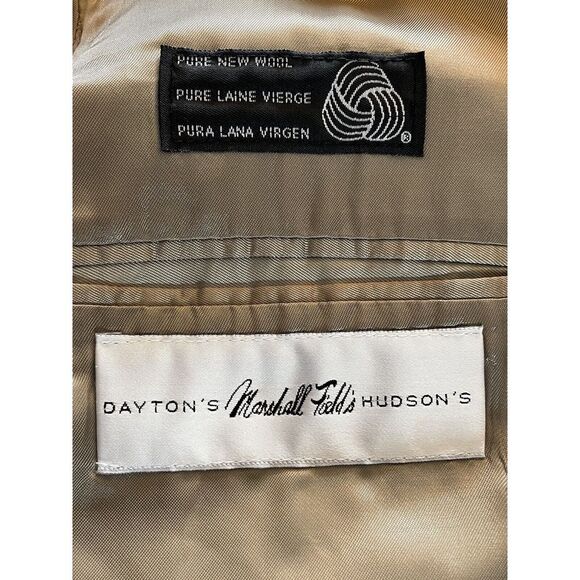 PURE NEW WOOL
PURE LAINE VIERGE
PURA LANA VIRGEN ®
DAYTON'S Marshall Field's HUDSON'S